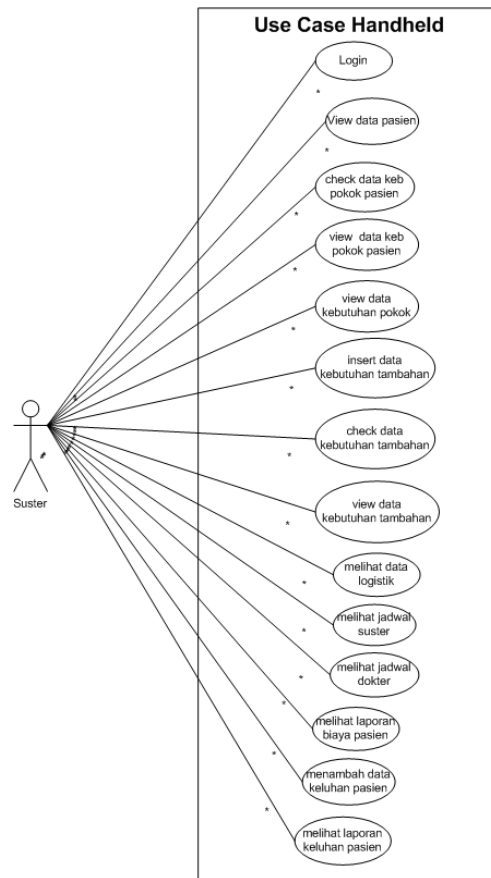 Use Case Handheld
Login
*
View data pasien
*
check data keb
pokok pasien
*
view data keb
pokok pasien
*
view data
kebutuhan pokok
*
insert data
kebutuhan tambahan
*
check data
kebutuhan tambahan
*
Suster
view data
kebutuhan tambahan
*
melihat data
logistik
*
melihat jadwal
suster
*
melihat jadwal
dokter
*
melihat laporan
biaya pasien
*
menambah data
keluhan pasien
*
melihat laporan
keluhan pasien
*